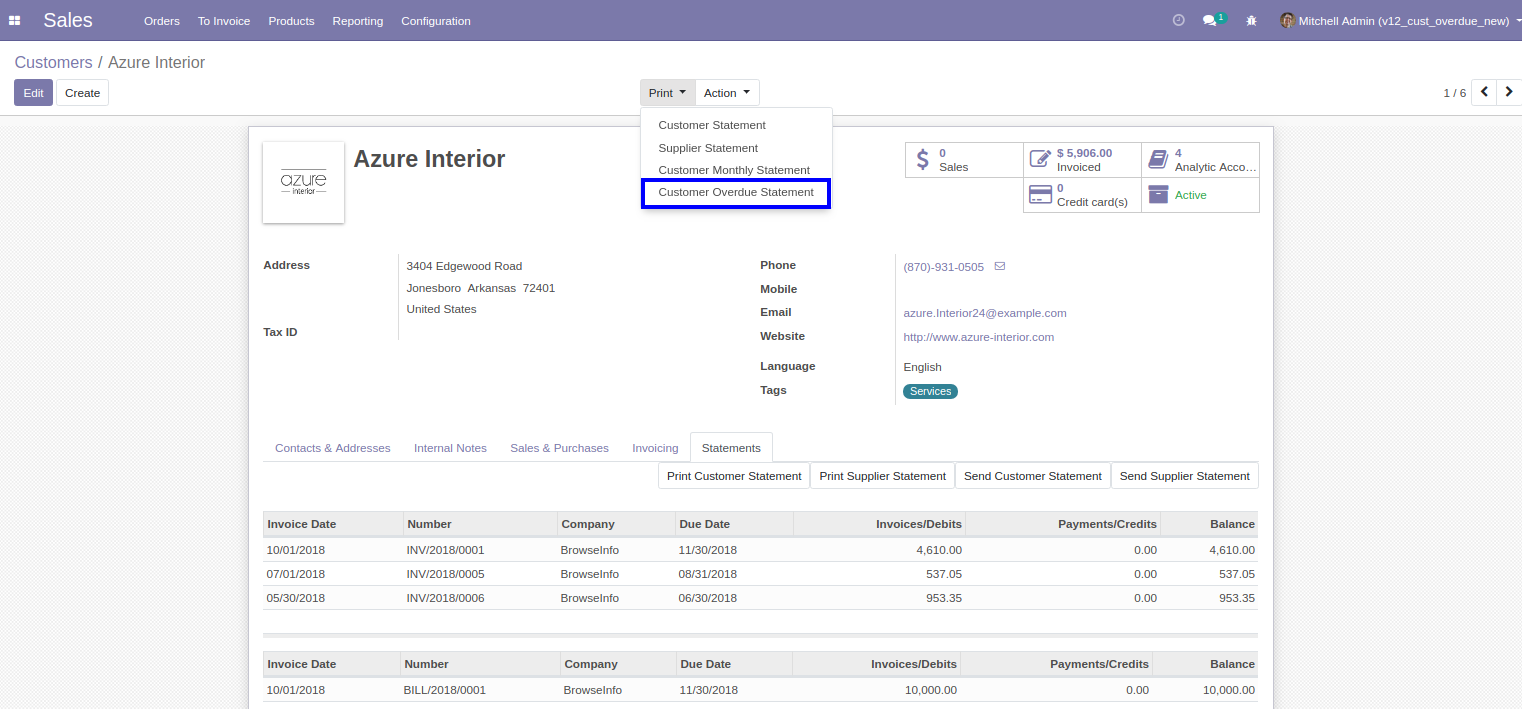 Sales Orders To Invoice Products Reporting Configuration 1 Mitchell Admin (v12_cust_overdue_new)
Customers / Azure Interior
Edit Create Print Action 1 / 6
Customer Statement
Supplier Statement
Customer Monthly Statement
Customer Overdue Statement
azure
interior
Azure Interior
0
Sales
$ 5,906.00
Invoiced
4
Analytic Acco…
0
Credit card(s)
Active
Address 3404 Edgewood Road
Jonesboro Arkansas 72401
United States
Tax ID
Phone (870)-931-0505
Mobile
Email azure.Interior24@example.com
Website http://www.azure-interior.com
Language English
Tags Services
Contacts & Addresses Internal Notes Sales & Purchases Invoicing Statements
Print Customer Statement Print Supplier Statement Send Customer Statement Send Supplier Statement
Invoice Date Number Company Due Date Invoices/Debits Payments/Credits Balance
10/01/2018 INV/2018/0001 BrowseInfo 11/30/2018 4,610.00 0.00 4,610.00
07/01/2018 INV/2018/0005 BrowseInfo 08/31/2018 537.05 0.00 537.05
05/30/2018 INV/2018/0006 BrowseInfo 06/30/2018 953.35 0.00 953.35
Invoice Date Number Company Due Date Invoices/Debits Payments/Credits Balance
10/01/2018 BILL/2018/0001 BrowseInfo 11/30/2018 10,000.00 0.00 10,000.00